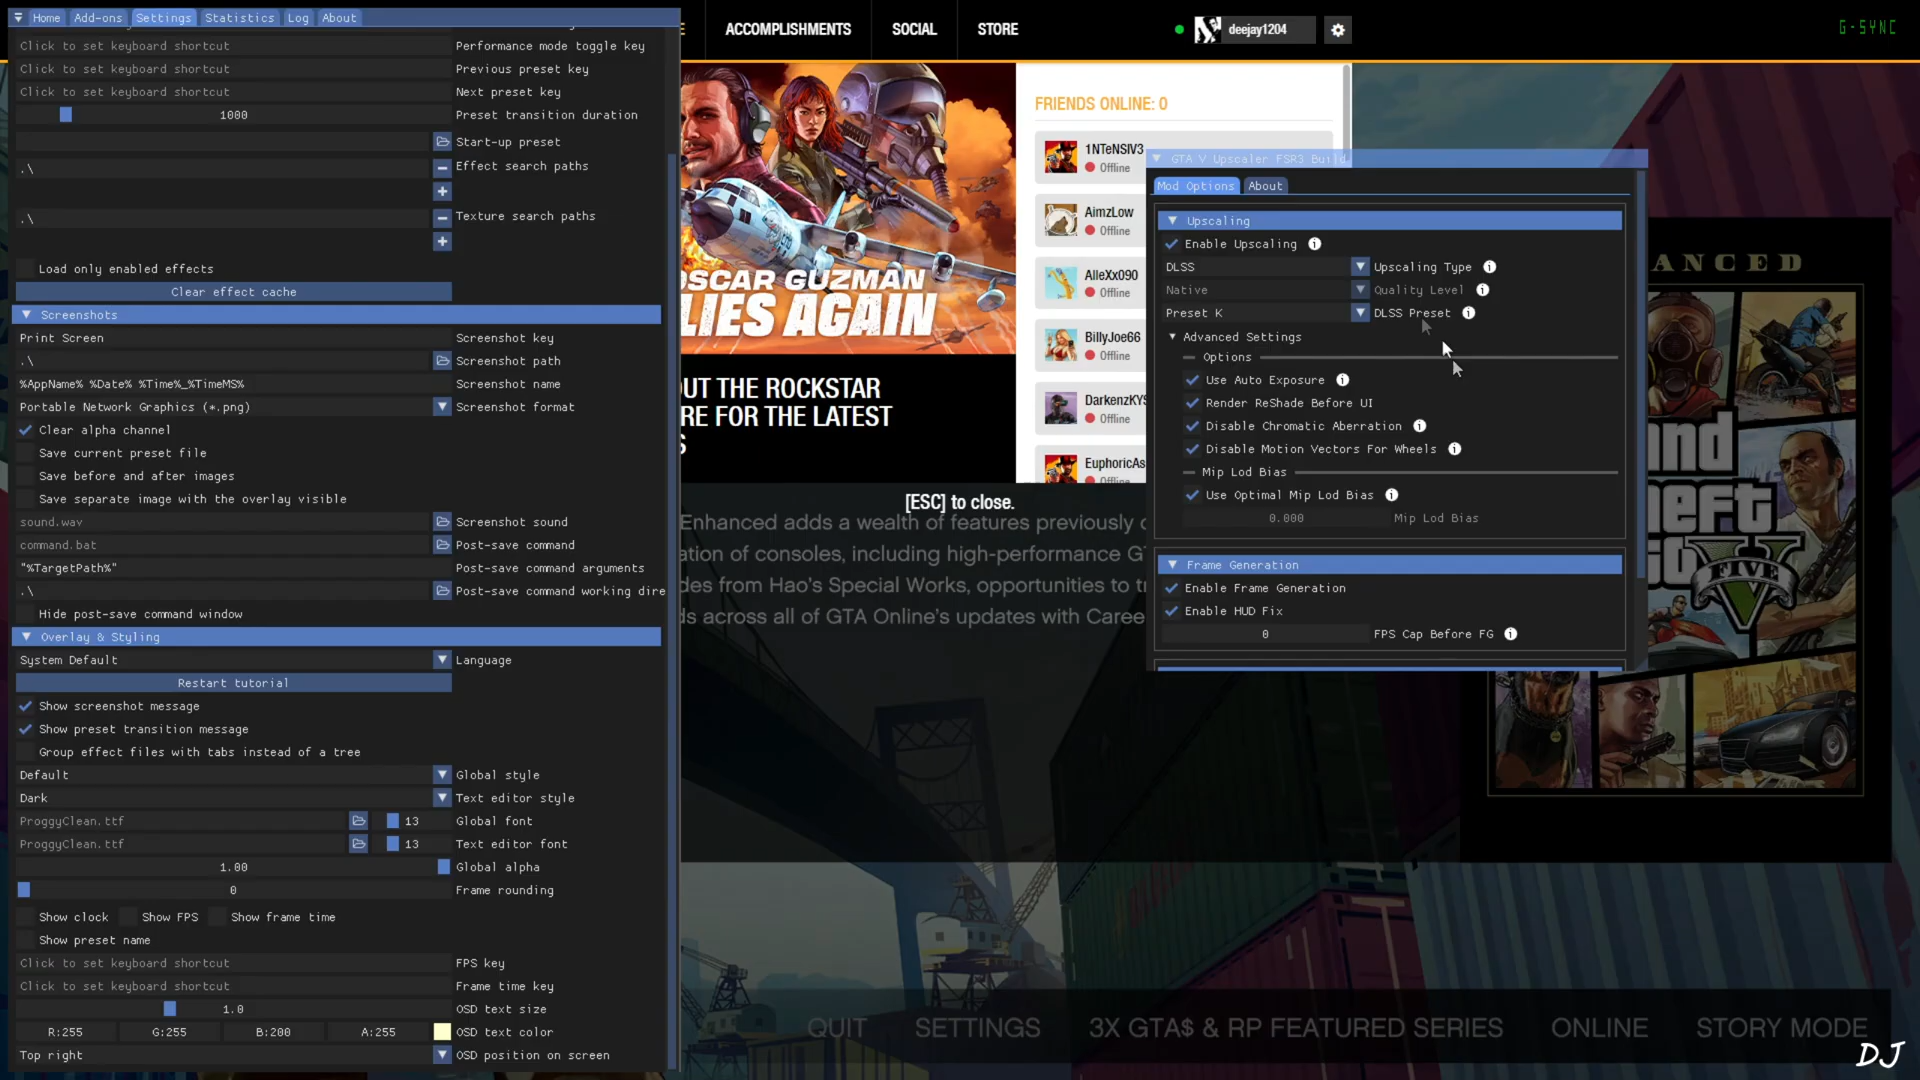 Home Add-ons Settings Statistics Log About
Click to set keyboard shortcut Performance mode toggle key
Click to set keyboard shortcut Previous preset key
Click to set keyboard shortcut Next preset key
1000 Preset transition duration
Start-up preset
.\ Effect search paths
.\ Texture search paths
Load only enabled effects
Clear effect cache
Screenshots
Print Screen Screenshot key
.\ Screenshot path
%AppName% %Date% %Time%_%TimeMS% Screenshot name
Portable Network Graphics (*.png) Screenshot format
Clear alpha channel
Save current preset file
Save before and after images
Save separate image with the overlay visible
sound.wav Screenshot sound
command.bat Post-save command
"%TargetPath%" Post-save command arguments
.\ Post-save command working dire
Hide post-save command window
Overlay & Styling
System Default Language
Restart tutorial
Show screenshot message
Show preset transition message
Group effect files with tabs instead of a tree
Default Global style
Dark Text editor style
ProggyClean.ttf 13 Global font
ProggyClean.ttf 13 Text editor font
1.00 Global alpha
0 Frame rounding
Show clock Show FPS Show frame time
Show preset name
Click to set keyboard shortcut FPS key
Click to set keyboard shortcut Frame time key
1.0 OSD text size
R:255 G:255 B:200 A:255 OSD text color
Top right OSD position on screen
E ACCOMPLISHMENTS SOCIAL STORE deejay1204
G-SYNC
OSCAR GUZMAN
LIES AGAIN
OUT THE ROCKSTAR
RE FOR THE LATEST
S
FRIENDS ONLINE: 0
1NTeNSIV3
Offline
AimzLow
Offline
AlleXx090
Offline
BillyJoe66
Offline
DarkenzKYS
Offline
EuphoricAs
Offline
[ESC] to close.
Enhanced adds a wealth of features previously
ation of consoles, including high-performance
des from Hao's Special Works, opportunities to
ds across all of GTA Online's updates with Caree
GTA V Upscaler FSR3 Build
Mod Options About
Upscaling
Enable Upscaling
DLSS Upscaling Type
Native Quality Level
Preset K DLSS Preset
Advanced Settings
Options
Use Auto Exposure
Render ReShade Before UI
Disable Chromatic Aberration
Disable Motion Vectors For Wheels
Mip Lod Bias
Use Optimal Mip Lod Bias
0.000 Mip Lod Bias
Frame Generation
Enable Frame Generation
Enable HUD Fix
0 FPS Cap Before FG
ANCED
and
heft
V
FIVE
QUIT SETTINGS 3X GTA$ & RP FEATURED SERIES ONLINE STORY MODE
DJ